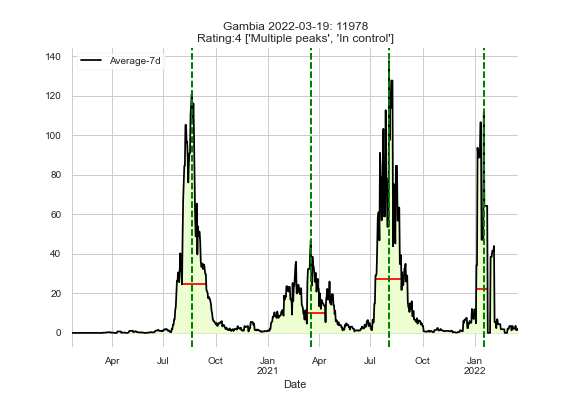 Gambia 2022-03-19: 11978
Rating:4 ['Multiple peaks', 'In control']
Average-7d
140
120
100
80
60
40
20
0
Apr Jul Oct Jan Apr Jul Oct Jan
2021 2022
Date